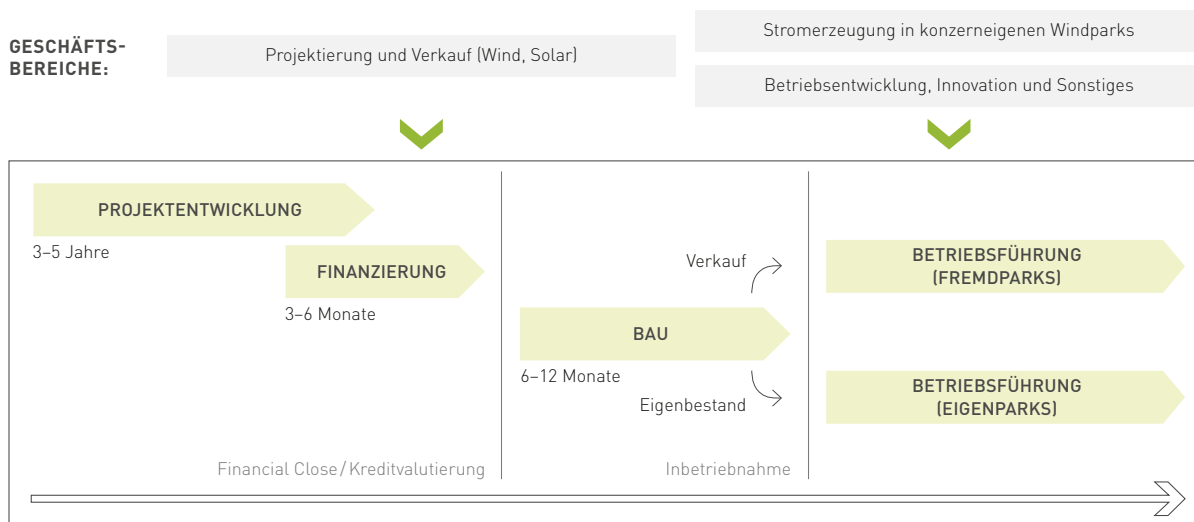 GESCHÄFTS-
BEREICHE:
Projektierung und Verkauf (Wind, Solar)
Stromerzeugung in konzerneigenen Windparks
Betriebsentwicklung, Innovation und Sonstiges
PROJEKTENTWICKLUNG
3–5 Jahre
FINANZIERUNG
3–6 Monate
Financial Close/Kreditvalutierung
BAU
6–12 Monate
Verkauf
Eigenbestand
Inbetriebnahme
BETRIEBSFÜHRUNG
(FREMDPARKS)
BETRIEBSFÜHRUNG
(EIGENPARKS)